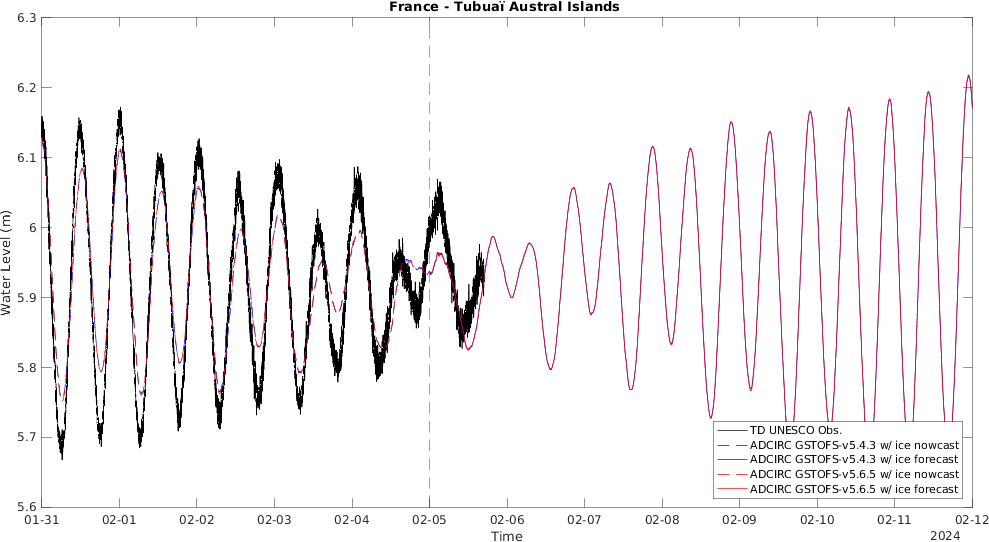 France - Tubuaï Austral Islands
6.3
6.2
6.1
6
5.9
5.8
5.7
5.6
Water Level (m)
TD UNESCO Obs.
ADCIRC GSTOFS-v5.4.3 w/ ice nowcast
ADCIRC GSTOFS-v5.4.3 w/ ice forecast
ADCIRC GSTOFS-v5.6.5 w/ ice nowcast
ADCIRC GSTOFS-v5.6.5 w/ ice forecast
01-31 02-01 02-02 02-03 02-04 02-05 02-06 02-07 02-08 02-09 02-10 02-11 02-12
Time
2024